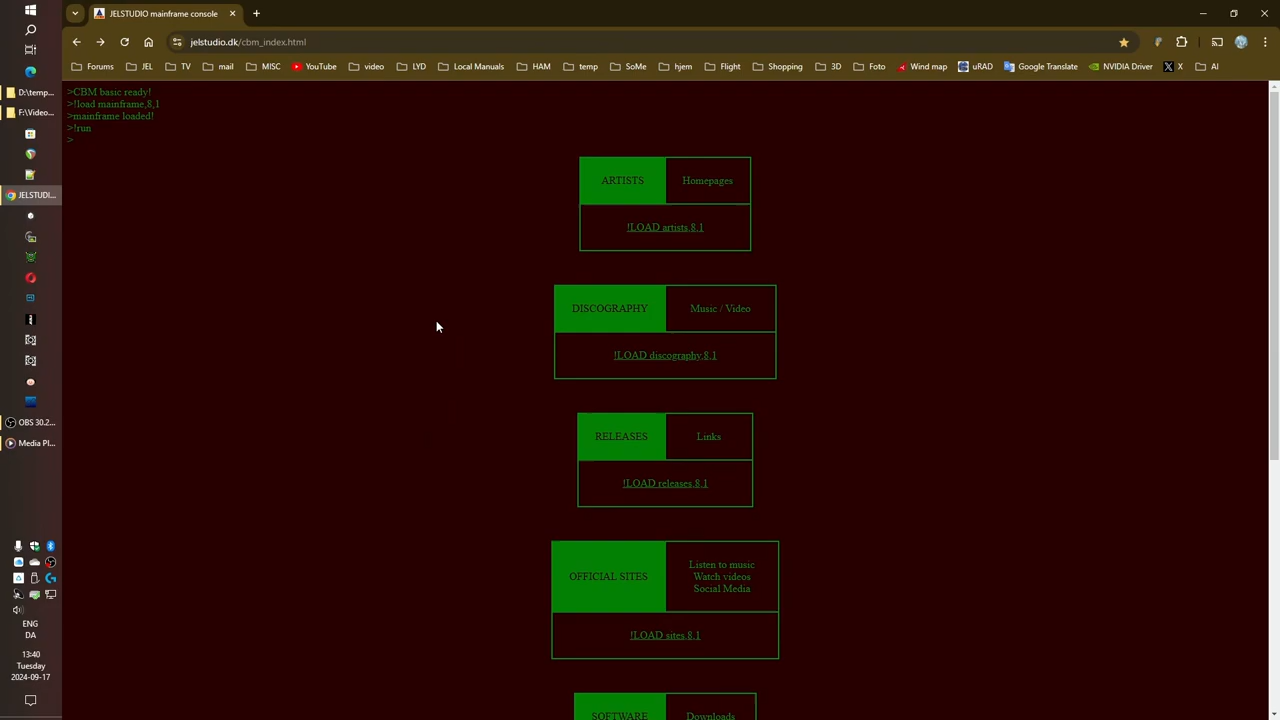 JELSTUDIO mainframe console
jelstudio.dk/cbm_index.html
Forums
JEL
TV
mail
MISC
YouTube
video
LYD
Local Manuals
HAM
temp
SoMe
hjem
Flight
Shopping
3D
Foto
Wind map
uRAD
Google Translate
NVIDIA Driver
X
AI
D:\temp...
F:\Video...
JELSTUDI...
OBS 30.2...
Media Pl...
ENG
DA
13:40
Tuesday
2024-09-17
>CBM basic ready!
>!load mainframe,8,1
>mainframe loaded!
>!run
>
ARTISTS
Homepages
!LOAD artists,8,1
DISCOGRAPHY
Music / Video
!LOAD discography,8,1
RELEASES
Links
!LOAD releases,8,1
OFFICIAL SITES
Listen to music
Watch videos
Social Media
!LOAD sites,8,1
SOFTWARE
Downloads